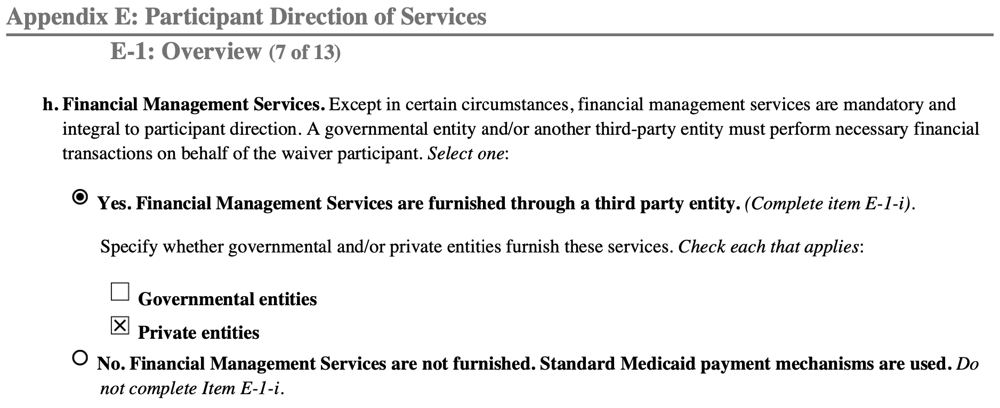 Appendix E: Participant Direction of Services
E-1: Overview (7 of 13)
h. Financial Management Services. Except in certain circumstances, financial management services are mandatory and
integral to participant direction. A governmental entity and/or another third-party entity must perform necessary financial
transactions on behalf of the waiver participant. Select one:
Yes. Financial Management Services are furnished through a third party entity. (Complete item E-1-i).
Specify whether governmental and/or private entities furnish these services. Check each that applies:
Governmental entities
Private entities
No. Financial Management Services are not furnished. Standard Medicaid payment mechanisms are used. Do
not complete Item E-1-i.